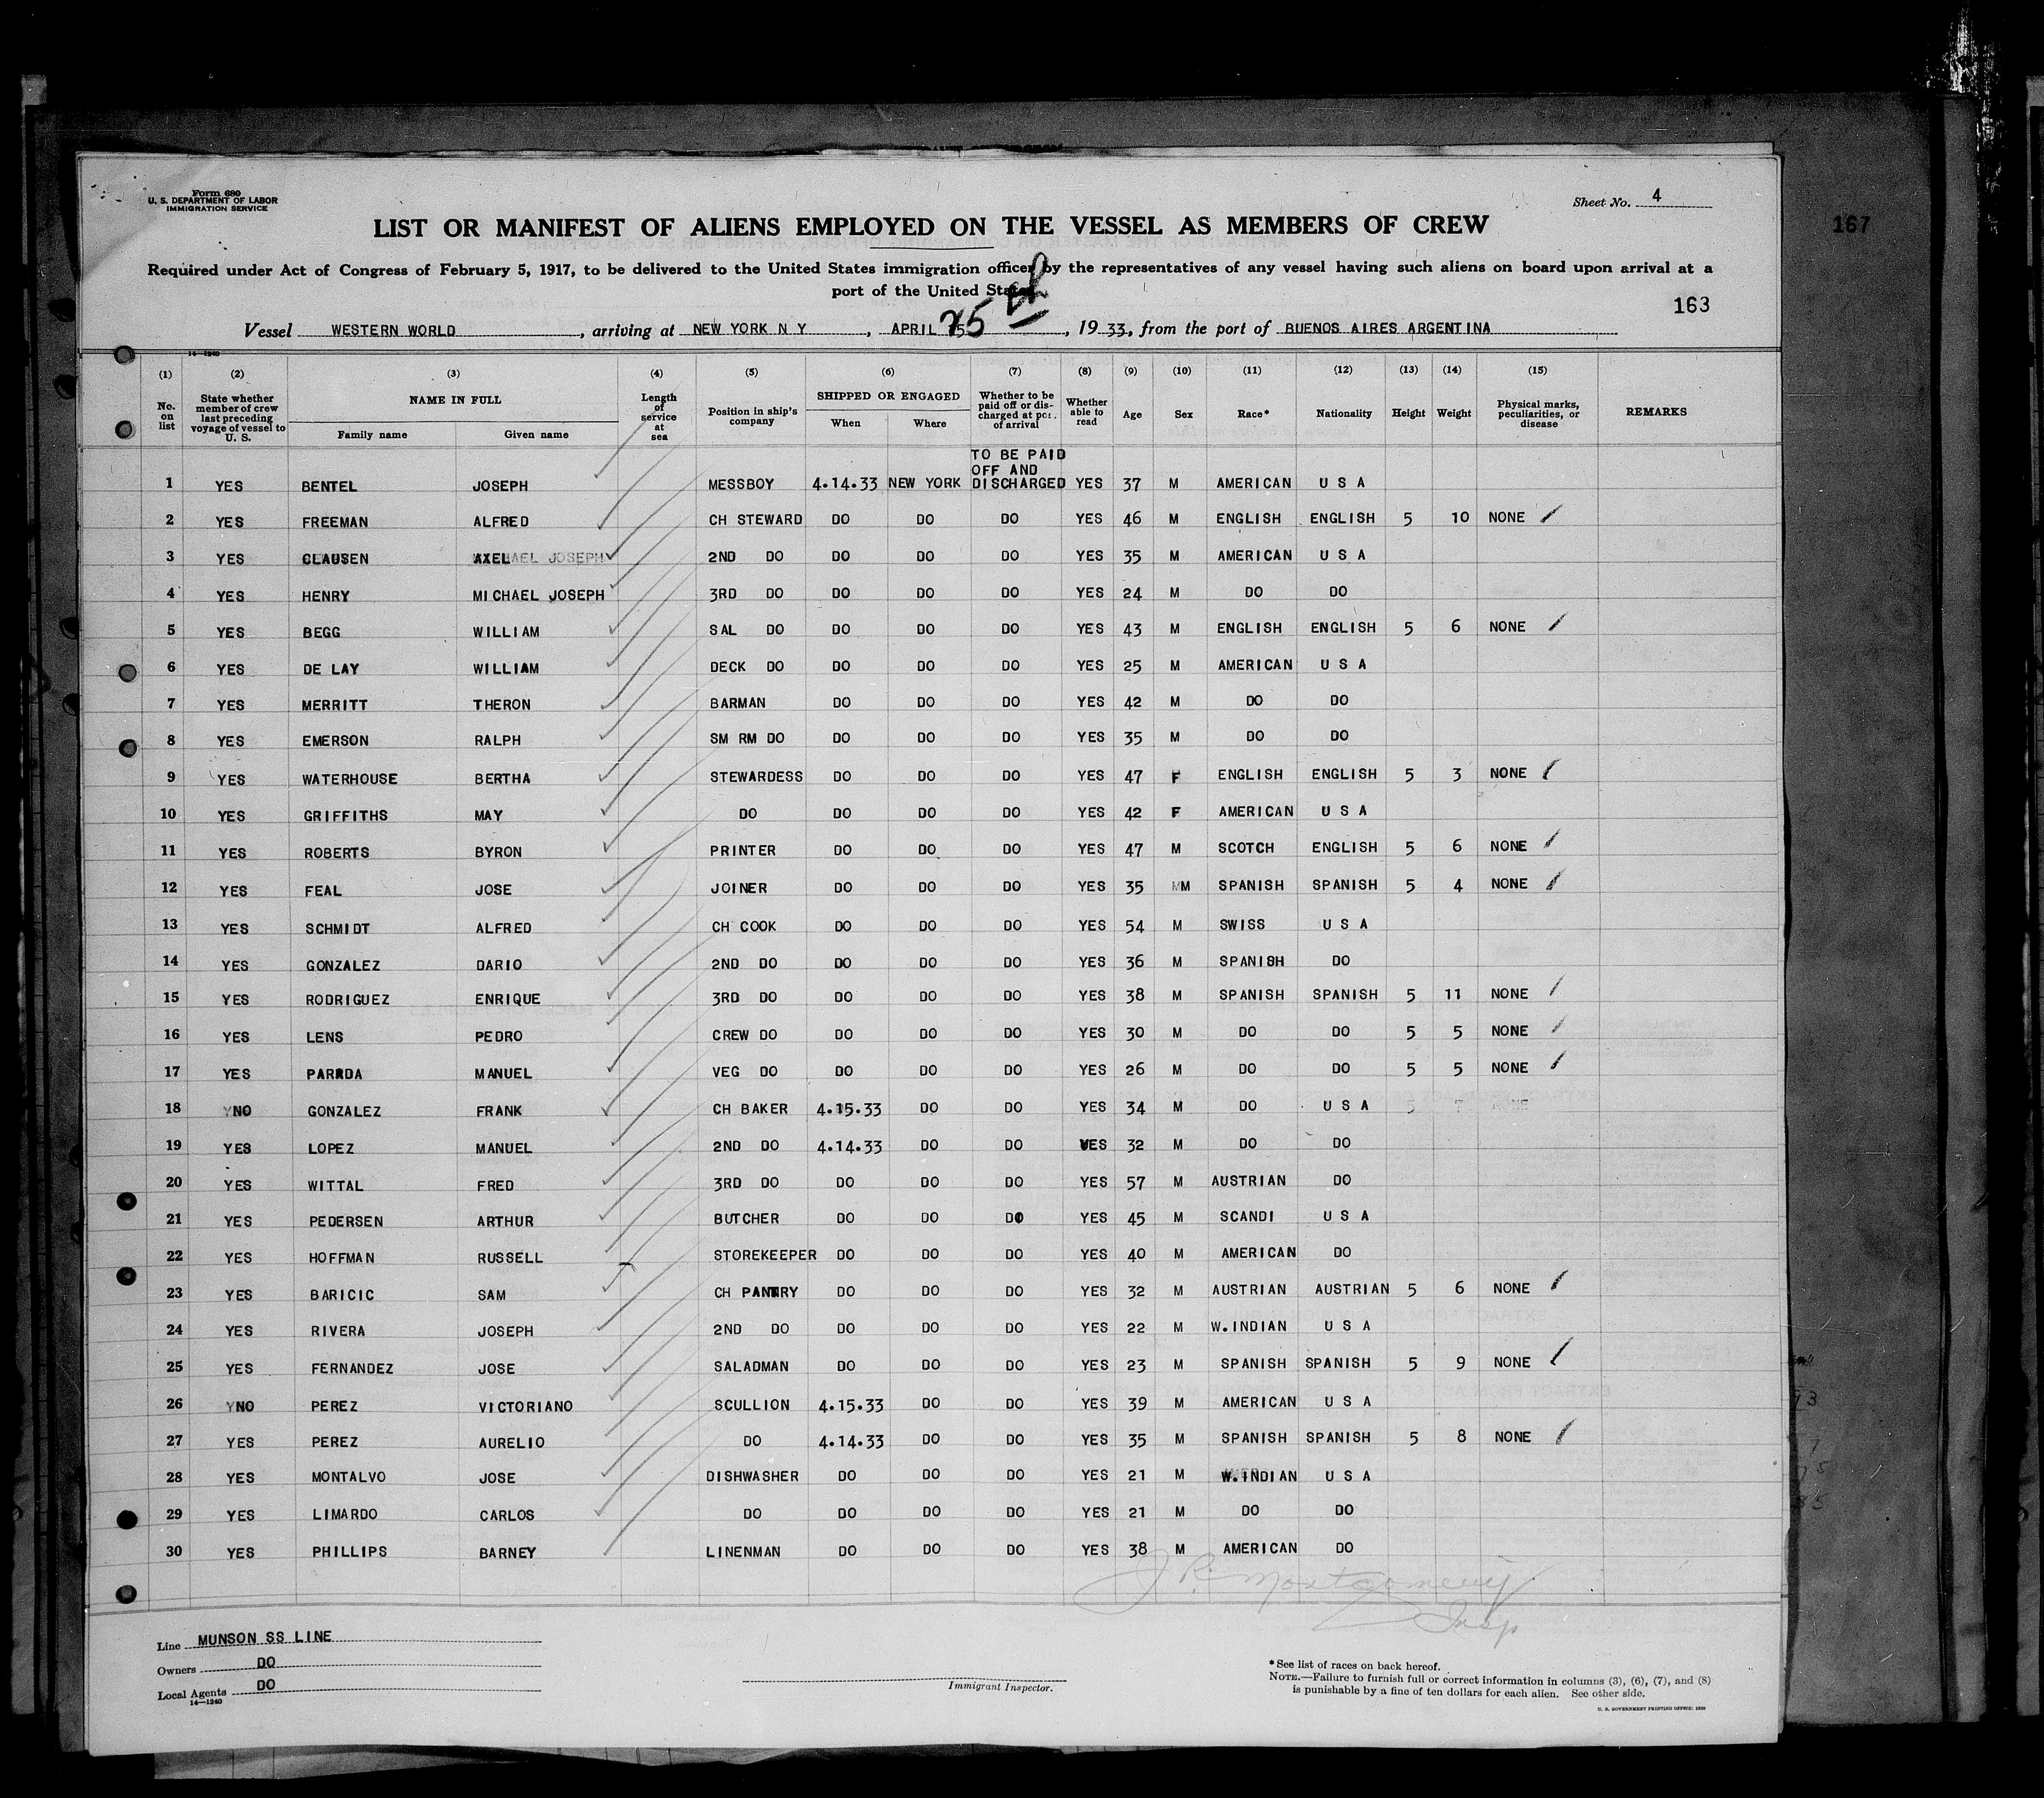 Form 680
U. S. DEPARTMENT OF LABOR
IMMIGRATION SERVICE
Sheet No. 4
LIST OR MANIFEST OF ALIENS EMPLOYED ON THE VESSEL AS MEMBERS OF CREW
167
Required under Act of Congress of February 5, 1917, to be delivered to the United States immigration officer by the representatives of any vessel having such aliens on board upon arrival at a
port of the United States
163
Vessel WESTERN WORLD, arriving at NEW YORK N Y, APRIL 25th, 1933, from the port of BUENOS AIRES ARGENTINA
14—1240
(1) (2) (3) (4) (5) (6) (7) (8) (9) (10) (11) (12) (13) (14) (15)
No. on list | State whether member of crew last preceding voyage of vessel to U. S. | NAME IN FULL Family name Given name | Length of service at sea | Position in ship's company | SHIPPED OR ENGAGED When Where | Whether to be paid off or discharged at port of arrival | Whether able to read | Age | Sex | Race* | Nationality | Height | Weight | Physical marks, peculiarities, or disease | REMARKS
1 YES BENTEL JOSEPH MESSBOY 4.14.33 NEW YORK TO BE PAID OFF AND DISCHARGED YES 37 M AMERICAN U S A
2 YES FREEMAN ALFRED CH STEWARD DO DO DO YES 46 M ENGLISH ENGLISH 5 10 NONE
3 YES CLAUSEN AXEL 2ND DO DO DO DO YES 35 M AMERICAN U S A
4 YES HENRY MICHAEL JOSEPH 3RD DO DO DO DO YES 24 M DO DO
5 YES BEGG WILLIAM SAL DO DO DO DO YES 43 M ENGLISH ENGLISH 5 6 NONE
6 YES DE LAY WILLIAM DECK DO DO DO DO YES 25 M AMERICAN U S A
7 YES MERRITT THERON BARMAN DO DO DO YES 42 M DO DO
8 YES EMERSON RALPH SM RM DO DO DO DO YES 35 M DO DO
9 YES WATERHOUSE BERTHA STEWARDESS DO DO DO YES 47 F ENGLISH ENGLISH 5 3 NONE
10 YES GRIFFITHS MAY DO DO DO DO YES 42 F AMERICAN U S A
11 YES ROBERTS BYRON PRINTER DO DO DO YES 47 M SCOTCH ENGLISH 5 6 NONE
12 YES FEAL JOSE JOINER DO DO DO YES 35 M SPANISH SPANISH 5 4 NONE
13 YES SCHMIDT ALFRED CH COOK DO DO DO YES 54 M SWISS U S A
14 YES GONZALEZ DARIO 2ND DO DO DO DO YES 36 M SPANISH DO
15 YES RODRIGUEZ ENRIQUE 3RD DO DO DO DO YES 38 M SPANISH SPANISH 5 11 NONE
16 YES LENS PEDRO CREW DO DO DO DO YES 30 M DO DO 5 5 NONE
17 YES PARADA MANUEL VEG DO DO DO DO YES 26 M DO DO 5 5 NONE
18 NO GONZALEZ FRANK CH BAKER 4.15.33 DO DO YES 34 M DO U S A 5 7 NONE
19 YES LOPEZ MANUEL 2ND DO 4.14.33 DO DO YES 32 M DO DO
20 YES WITTAL FRED 3RD DO DO DO DO YES 57 M AUSTRIAN DO
21 YES PEDERSEN ARTHUR BUTCHER DO DO DO YES 45 M SCANDI U S A
22 YES HOFFMAN RUSSELL STOREKEEPER DO DO DO YES 40 M AMERICAN DO
23 YES BARICIC SAM CH PANTRY DO DO DO YES 32 M AUSTRIAN AUSTRIAN 5 6 NONE
24 YES RIVERA JOSEPH 2ND DO DO DO DO YES 22 M W.INDIAN U S A
25 YES FERNANDEZ JOSE SALADMAN DO DO DO YES 23 M SPANISH SPANISH 5 9 NONE
26 NO PEREZ VICTORIANO SCULLION 4.15.33 DO DO YES 39 M AMERICAN U S A
27 YES PEREZ AURELIO DO 4.14.33 DO DO YES 35 M SPANISH SPANISH 5 8 NONE
28 YES MONTALVO JOSE DISHWASHER DO DO DO YES 21 M W.INDIAN U S A
29 YES LIMARDO CARLOS DO DO DO DO YES 21 M DO DO
30 YES PHILLIPS BARNEY LINENMAN DO DO DO YES 38 M AMERICAN DO
J R Montgomery
Insp
Line MUNSON SS LINE
Owners DO
Local Agents DO
14—1240
Immigrant Inspector.
*See list of races on back hereof.
NOTE.—Failure to furnish full or correct information in columns (3), (6), (7), and (8)
is punishable by a fine of ten dollars for each alien. See other side.
U. S. GOVERNMENT PRINTING OFFICE: 1929